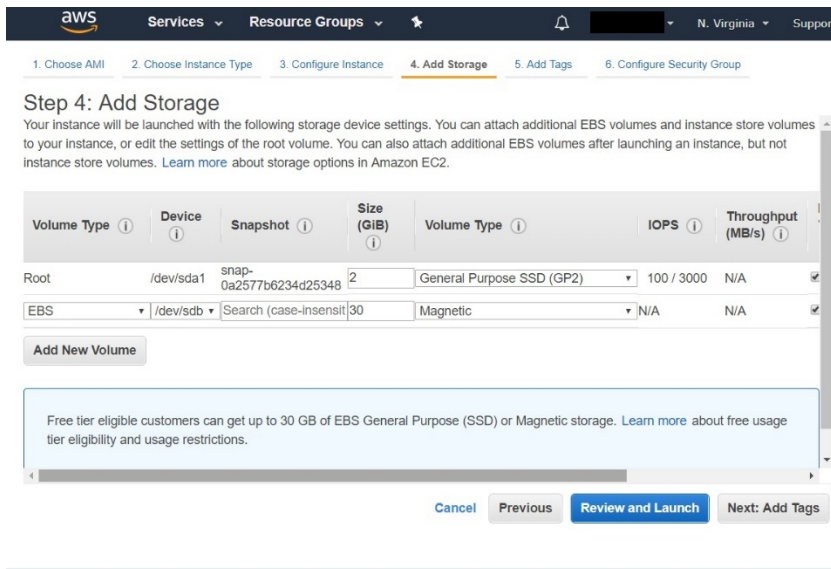 aws Services Resource Groups N. Virginia Suppor
1. Choose AMI 2. Choose Instance Type 3. Configure Instance 4. Add Storage 5. Add Tags 6. Configure Security Group
Step 4: Add Storage
Your instance will be launched with the following storage device settings. You can attach additional EBS volumes and instance store volumes
to your instance, or edit the settings of the root volume. You can also attach additional EBS volumes after launching an instance, but not
instance store volumes. Learn more about storage options in Amazon EC2.
Volume Type Device Snapshot Size (GiB) Volume Type IOPS Throughput (MB/s)
Root /dev/sda1 snap-0a2577b6234d25348 2 General Purpose SSD (GP2) 100 / 3000 N/A
EBS /dev/sdb Search (case-insensit 30 Magnetic N/A N/A
Add New Volume
Free tier eligible customers can get up to 30 GB of EBS General Purpose (SSD) or Magnetic storage. Learn more about free usage
tier eligibility and usage restrictions.
Cancel Previous Review and Launch Next: Add Tags